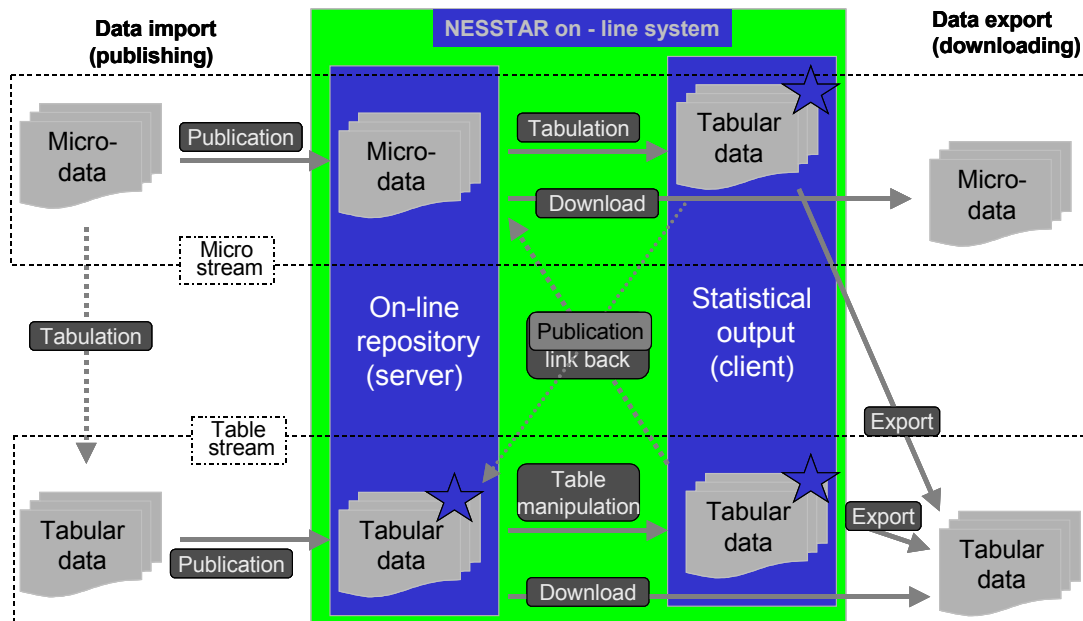 Data import
(publishing)
NESSTAR on - line system
Data export
(downloading)
Micro-
data
Publication
Micro-
data
Tabulation
Tabular
data
Download
Micro-
data
Micro
stream
Tabulation
On-line
repository
(server)
Publication
link back
Statistical
output
(client)
Export
Table
stream
Tabular
data
Publication
Tabular
data
Table
manipulation
Tabular
data
Export
Download
Tabular
data